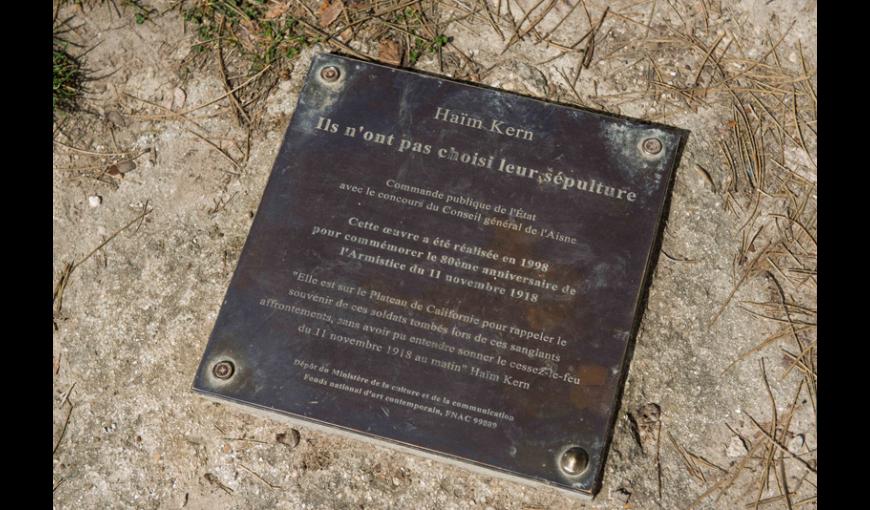 Haïm Kern
Ils n'ont pas choisi leur sépulture
Commande publique de l'État
avec le concours du Conseil général de l'Aisne
Cette œuvre a été réalisée en 1998
pour commémorer le 80ème anniversaire de
l'Armistice du 11 novembre 1918
"Elle est sur le Plateau de Californie pour rappeler le
souvenir de ces soldats tombés lors de ces sanglants
affrontements, sans avoir pu entendre sonner le cessez-le-feu
du 11 novembre 1918 au matin" Haïm Kern
Dépôt du Ministère de la culture et de la communication
Fonds national d'art contemporain, FNAC 99089